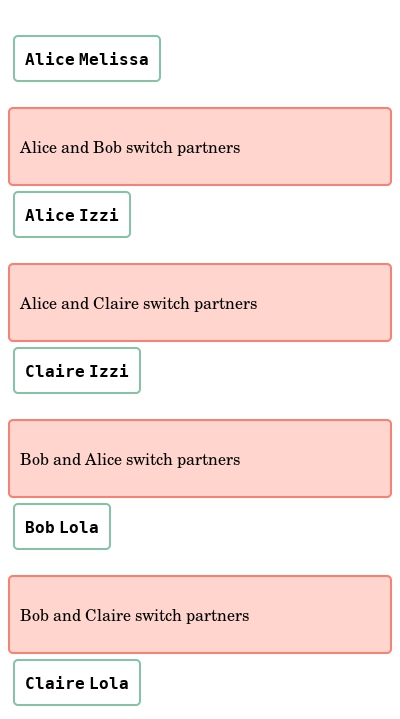 Alice Melissa
Alice and Bob switch partners
Alice Izzi
Alice and Claire switch partners
Claire Izzi
Bob and Alice switch partners
Bob Lola
Bob and Claire switch partners
Claire Lola